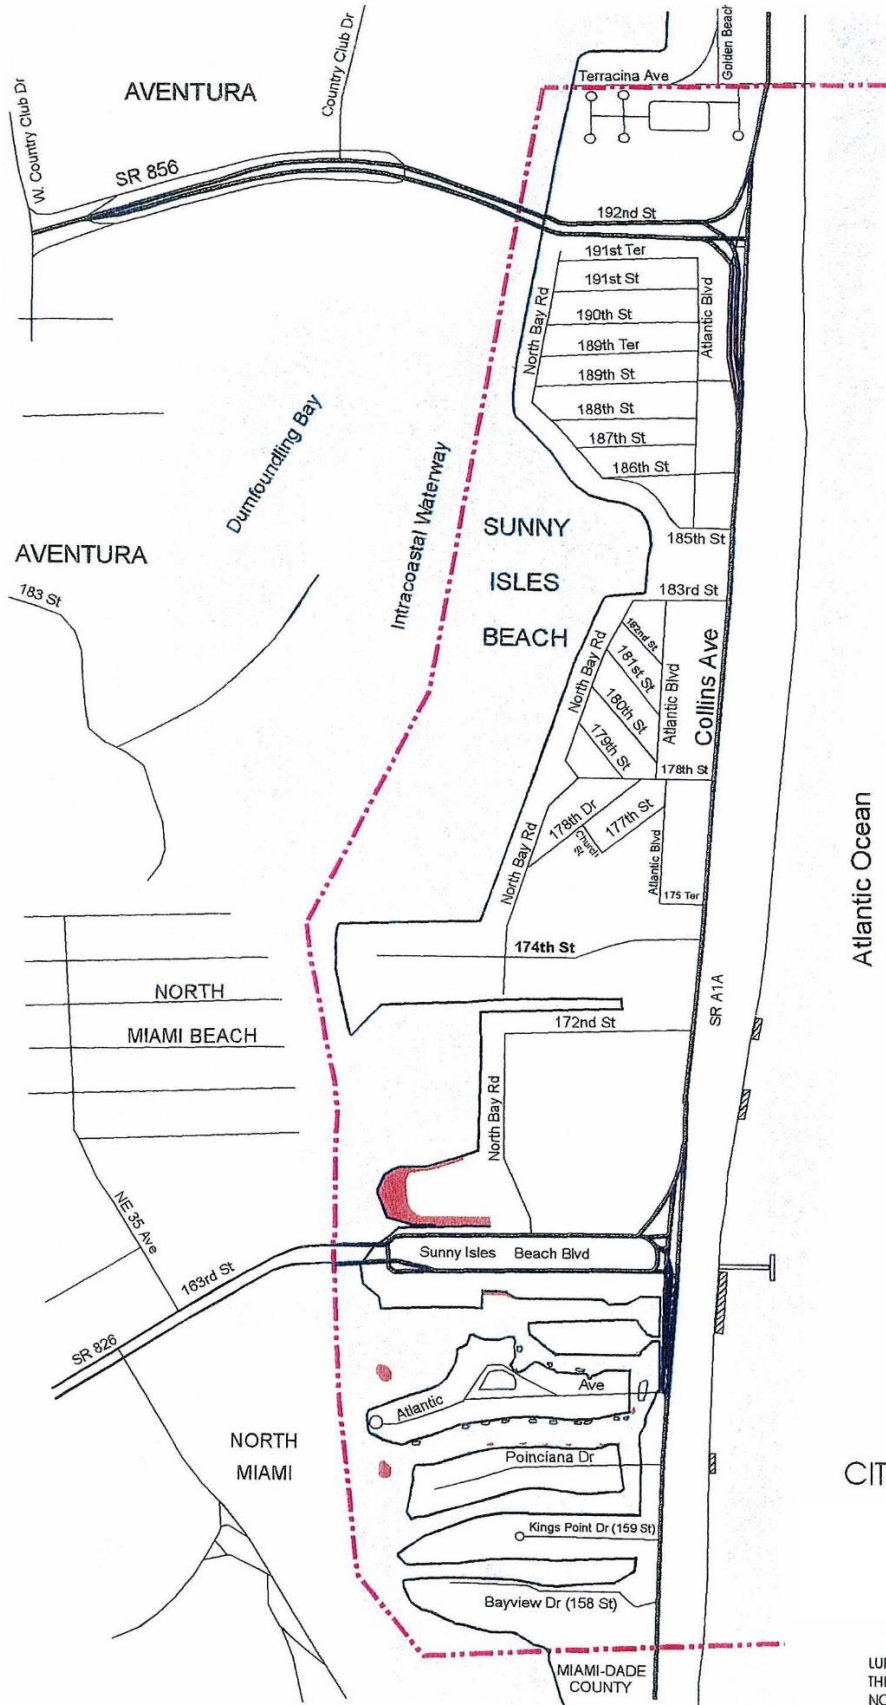 Golden Beach
Terracina Ave
Country Club Dr
AVENTURA
W. Country Club Dr
SR 856
192nd St
191st Ter
191st St
North Bay Rd
Atlantic Blvd
190th St
189th Ter
189th St
188th St
187th St
186th St
Dumfoundling Bay
Intracoastal Waterway
SUNNY
ISLES
BEACH
185th St
AVENTURA
183 St
183rd St
182nd St
181st St
180th St
179th St
North Bay Rd
Atlantic Blvd
Collins Ave
178th St
178th Dr
177th St
Church
St
North Bay Rd
Atlantic Blvd
175 Ter
Atlantic Ocean
174th St
NORTH
MIAMI BEACH
SR A1A
172nd St
North Bay Rd
NE 35 Ave
163rd St
Sunny Isles Beach Blvd
SR 826
Atlantic Ave
NORTH
MIAMI
Poinciana Dr
CIT
Kings Point Dr (159 St)
Bayview Dr (158 St)
MIAMI-DADE
COUNTY
LUI
THI
NC